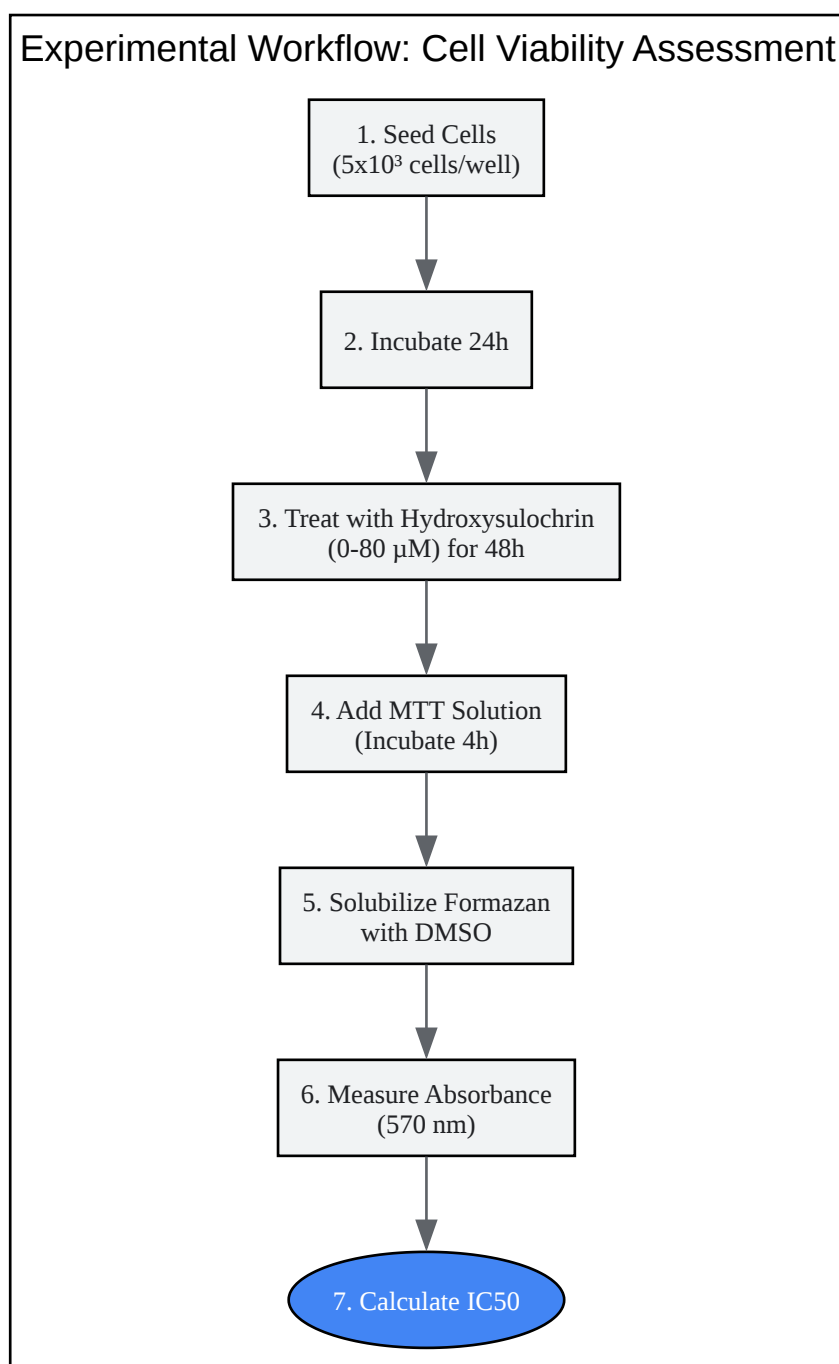 Experimental Workflow: Cell Viability Assessment
1. Seed Cells
(5x10³ cells/well)
2. Incubate 24h
3. Treat with Hydroxysulochrin
(0-80 µM) for 48h
4. Add MTT Solution
(Incubate 4h)
5. Solubilize Formazan
with DMSO
6. Measure Absorbance
(570 nm)
7. Calculate IC50